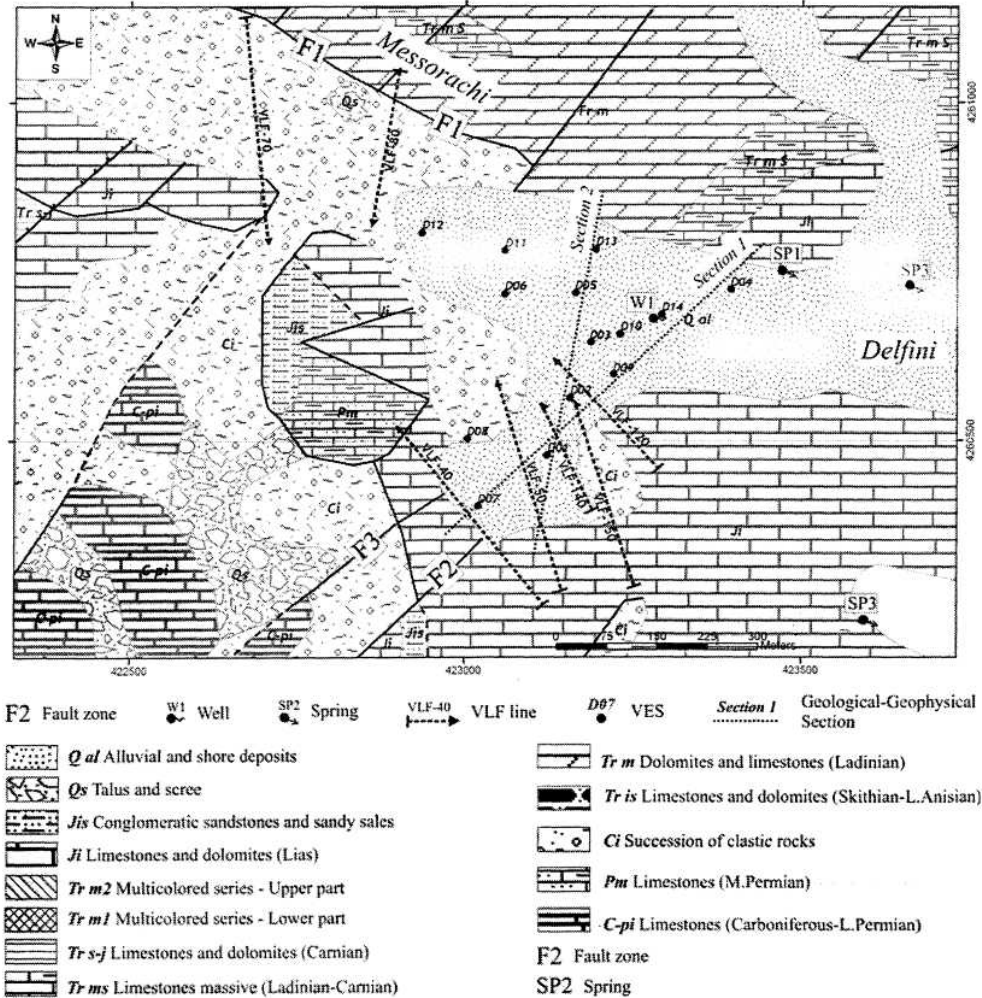 N
W E
S
F1
Messorachi
Tr m S
Tr m S
Qs
VLF-70
F1
Tr m
4261000
Tr m S
Ji
Ji
Section 2
D12
D11
D13
Section 1
SP1
SP3
Ji
D06
D05
D04
W1
D14
Q al
Jis
Ci
D03
D10
Delfini
D02
C-pi
Pm
VLF-120
D08
4260500
VLF-40
VLF-50
Ci
Ci
D07
Ji
F3
Qs
C-pi
Qs
F2
SP3
C-pi
Jis
Ji
Ci
0 75 150 225 300
Meters
422500 423000 423500
F2 Fault zone
W1 Well
SP2 Spring
VLF-40 VLF line
D07 VES
Section 1 Geological-Geophysical Section
Q al Alluvial and shore deposits
Qs Talus and scree
Jis Conglomeratic sandstones and sandy sales
Ji Limestones and dolomites (Lias)
Tr m2 Multicolored series - Upper part
Tr m1 Multicolored series - Lower part
Tr s-j Limestones and dolomites (Carnian)
Tr ms Limestones massive (Ladinian-Carnian)
Tr m Dolomites and limestones (Ladinian)
Tr is Limestones and dolomites (Skithian-L.Anisian)
Ci Succession of clastic rocks
Pm Limestones (M.Permian)
C-pi Limestones (Carboniferous-L.Permian)
F2 Fault zone
SP2 Spring